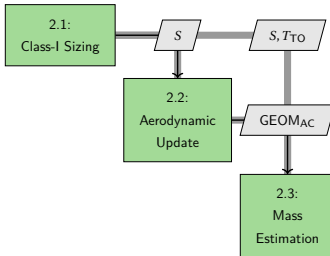 2.1:
Class-I Sizing
S
S, T_TO
2.2:
Aerodynamic
Update
GEOM_AC
2.3:
Mass
Estimation